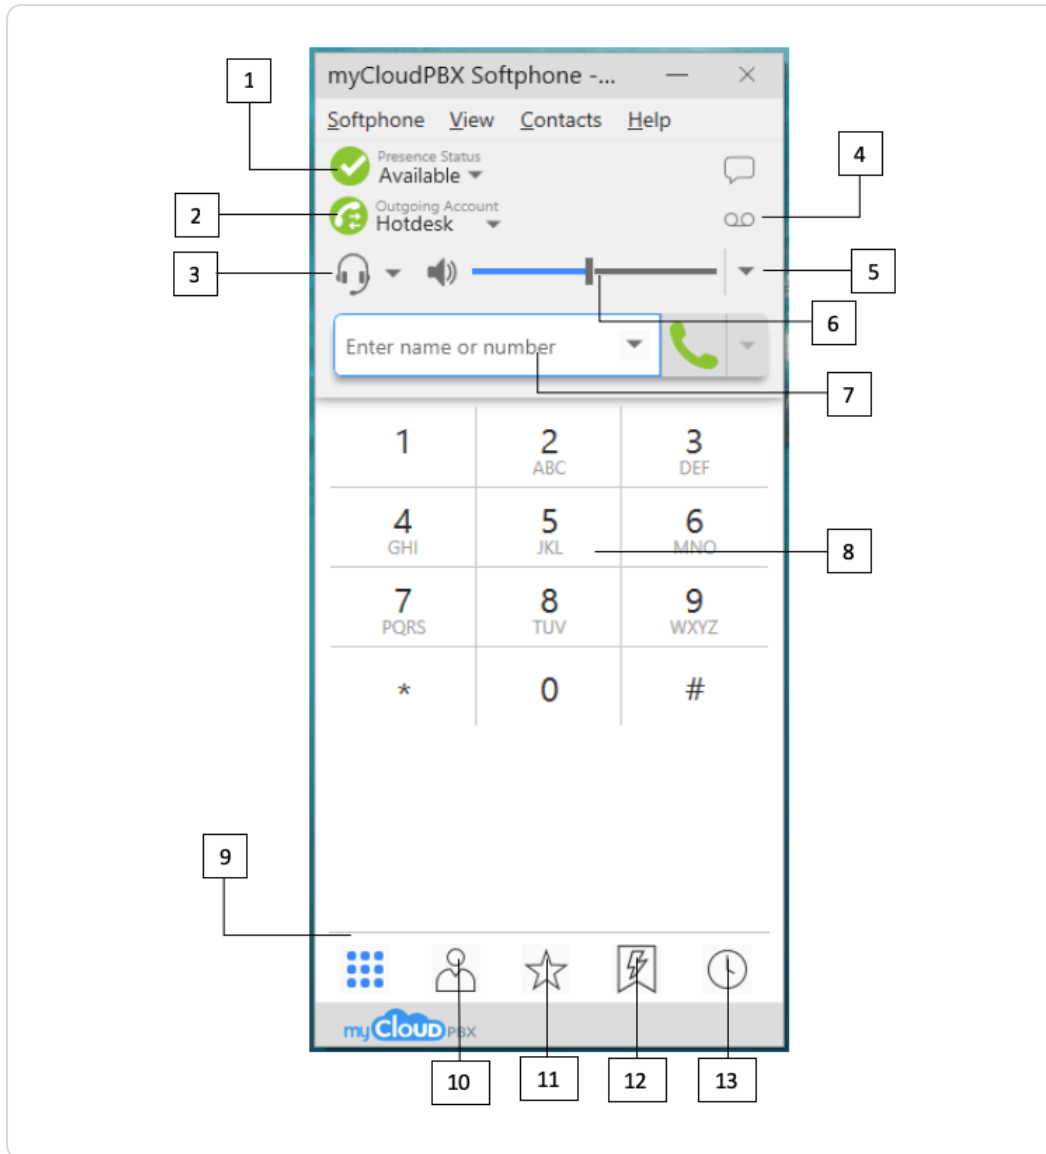 myCloudPBX Softphone -...
1
Softphone View Contacts Help
Presence Status
Available
4
2
Outgoing Account
Hotdesk
3
5
6
Enter name or number
7
1 2 3
ABC DEF
4 5 6
GHI JKL MNO
8
7 8 9
PQRS TUV WXYZ
* 0 #
9
my CLOUD PBX
10 11 12 13